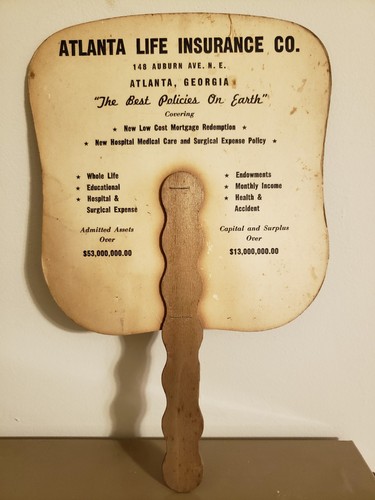 ATLANTA LIFE INSURANCE CO.
148 AUBURN AVE. N. E.
ATLANTA, GEORGIA
"The Best Policies On Earth"
Covering
★ New Low Cost Mortgage Redemption ★
★ New Hospital Medical Care and Surgical Expense Policy ★
★ Whole Life
★ Educational
★ Hospital &
Surgical Expense
Admitted Assets
Over
$53,000,000.00
★ Endowments
★ Monthly Income
★ Health &
Accident
Capital and Surplus
Over
$13,000,000.00